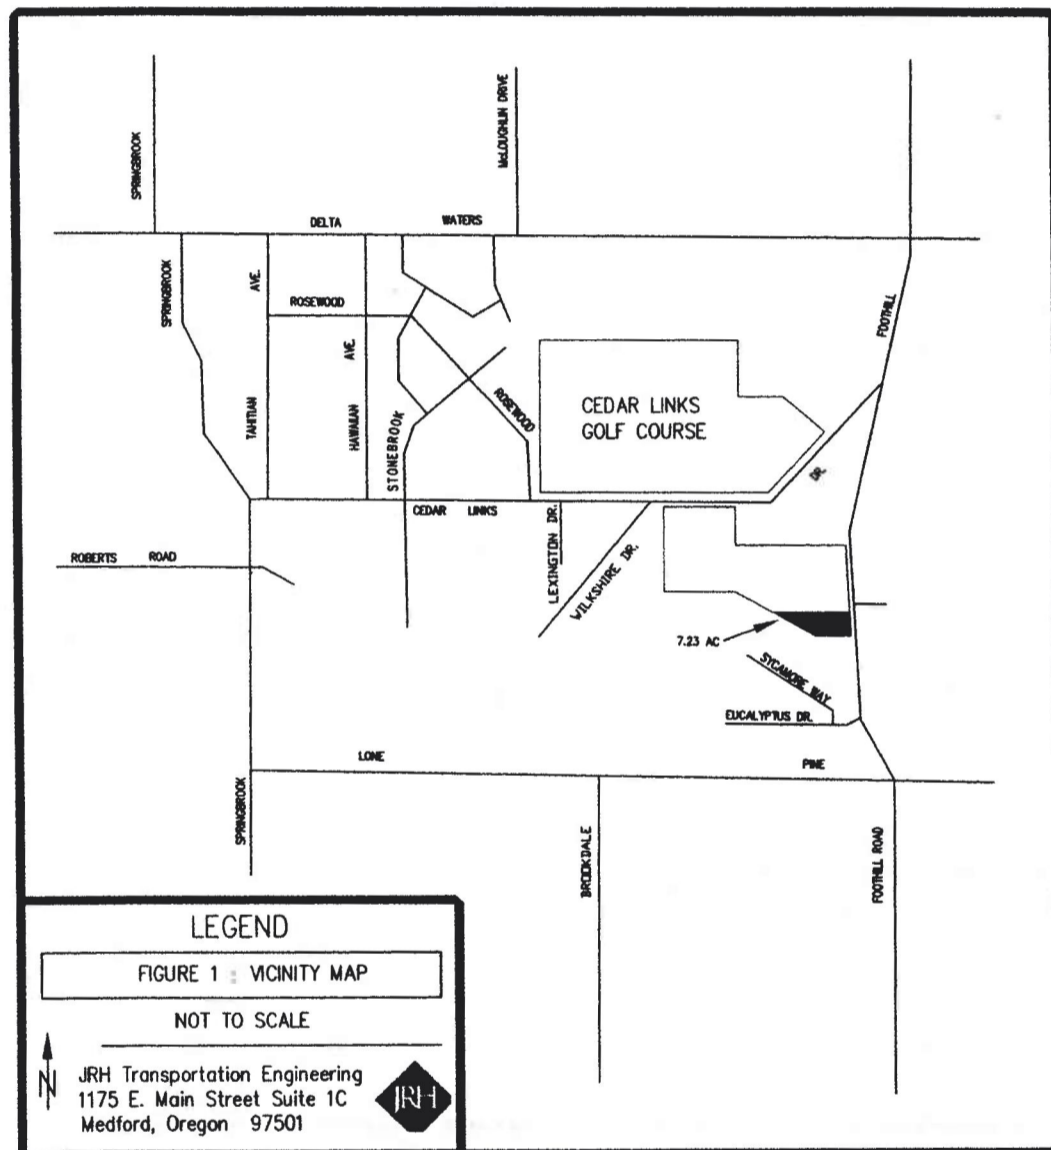 SPRINGBROOK
McLOUGHLIN DRIVE
DELTA WATERS
SPRINGBROOK
TAHITIAN AVE.
ROSEWOOD
HAWAIIAN AVE.
STONEBROOK
ROSEWOOD
FOOTHILL
CEDAR LINKS
GOLF COURSE
CEDAR LINKS DR.
LEXINGTON DR.
WILKSHIRE DR.
ROBERTS ROAD
7.23 AC
SYCAMORE WAY
EUCALYPTUS DR.
LONE PINE
SPRINGBROOK
BROOKDALE
FOOTHILL ROAD
LEGEND
FIGURE 1 : VICINITY MAP
NOT TO SCALE
N
JRH Transportation Engineering
1175 E. Main Street Suite 1C
Medford, Oregon 97501
JRH